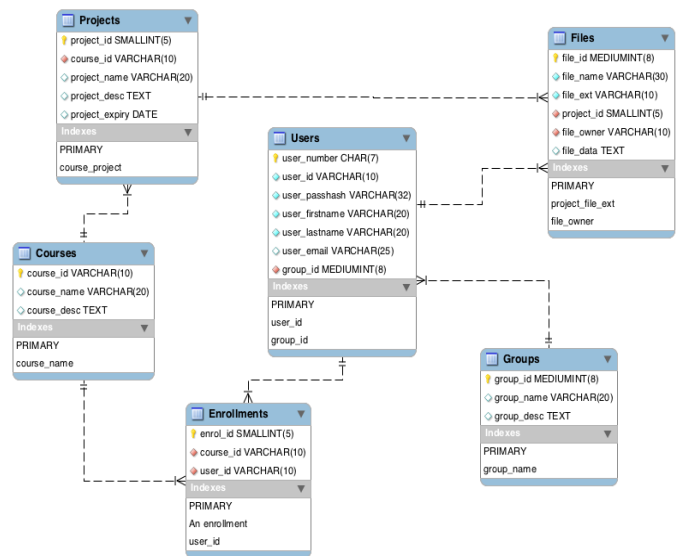 Projects
project_id SMALLINT(5)
course_id VARCHAR(10)
project_name VARCHAR(20)
project_desc TEXT
project_expiry DATE
Indexes
PRIMARY
course_project
Files
file_id MEDIUMINT(8)
file_name VARCHAR(30)
file_ext VARCHAR(10)
project_id SMALLINT(5)
file_owner VARCHAR(10)
file_data TEXT
Indexes
PRIMARY
project_file_ext
file_owner
Users
user_number CHAR(7)
user_id VARCHAR(10)
user_passhash VARCHAR(32)
user_firstname VARCHAR(20)
user_lastname VARCHAR(20)
user_email VARCHAR(25)
group_id MEDIUMINT(8)
Indexes
PRIMARY
user_id
group_id
Courses
course_id VARCHAR(10)
course_name VARCHAR(20)
course_desc TEXT
Indexes
PRIMARY
course_name
Groups
group_id MEDIUMINT(8)
group_name VARCHAR(20)
group_desc TEXT
Indexes
PRIMARY
group_name
Enrollments
enrol_id SMALLINT(5)
course_id VARCHAR(10)
user_id VARCHAR(10)
Indexes
PRIMARY
An enrollment
user_id